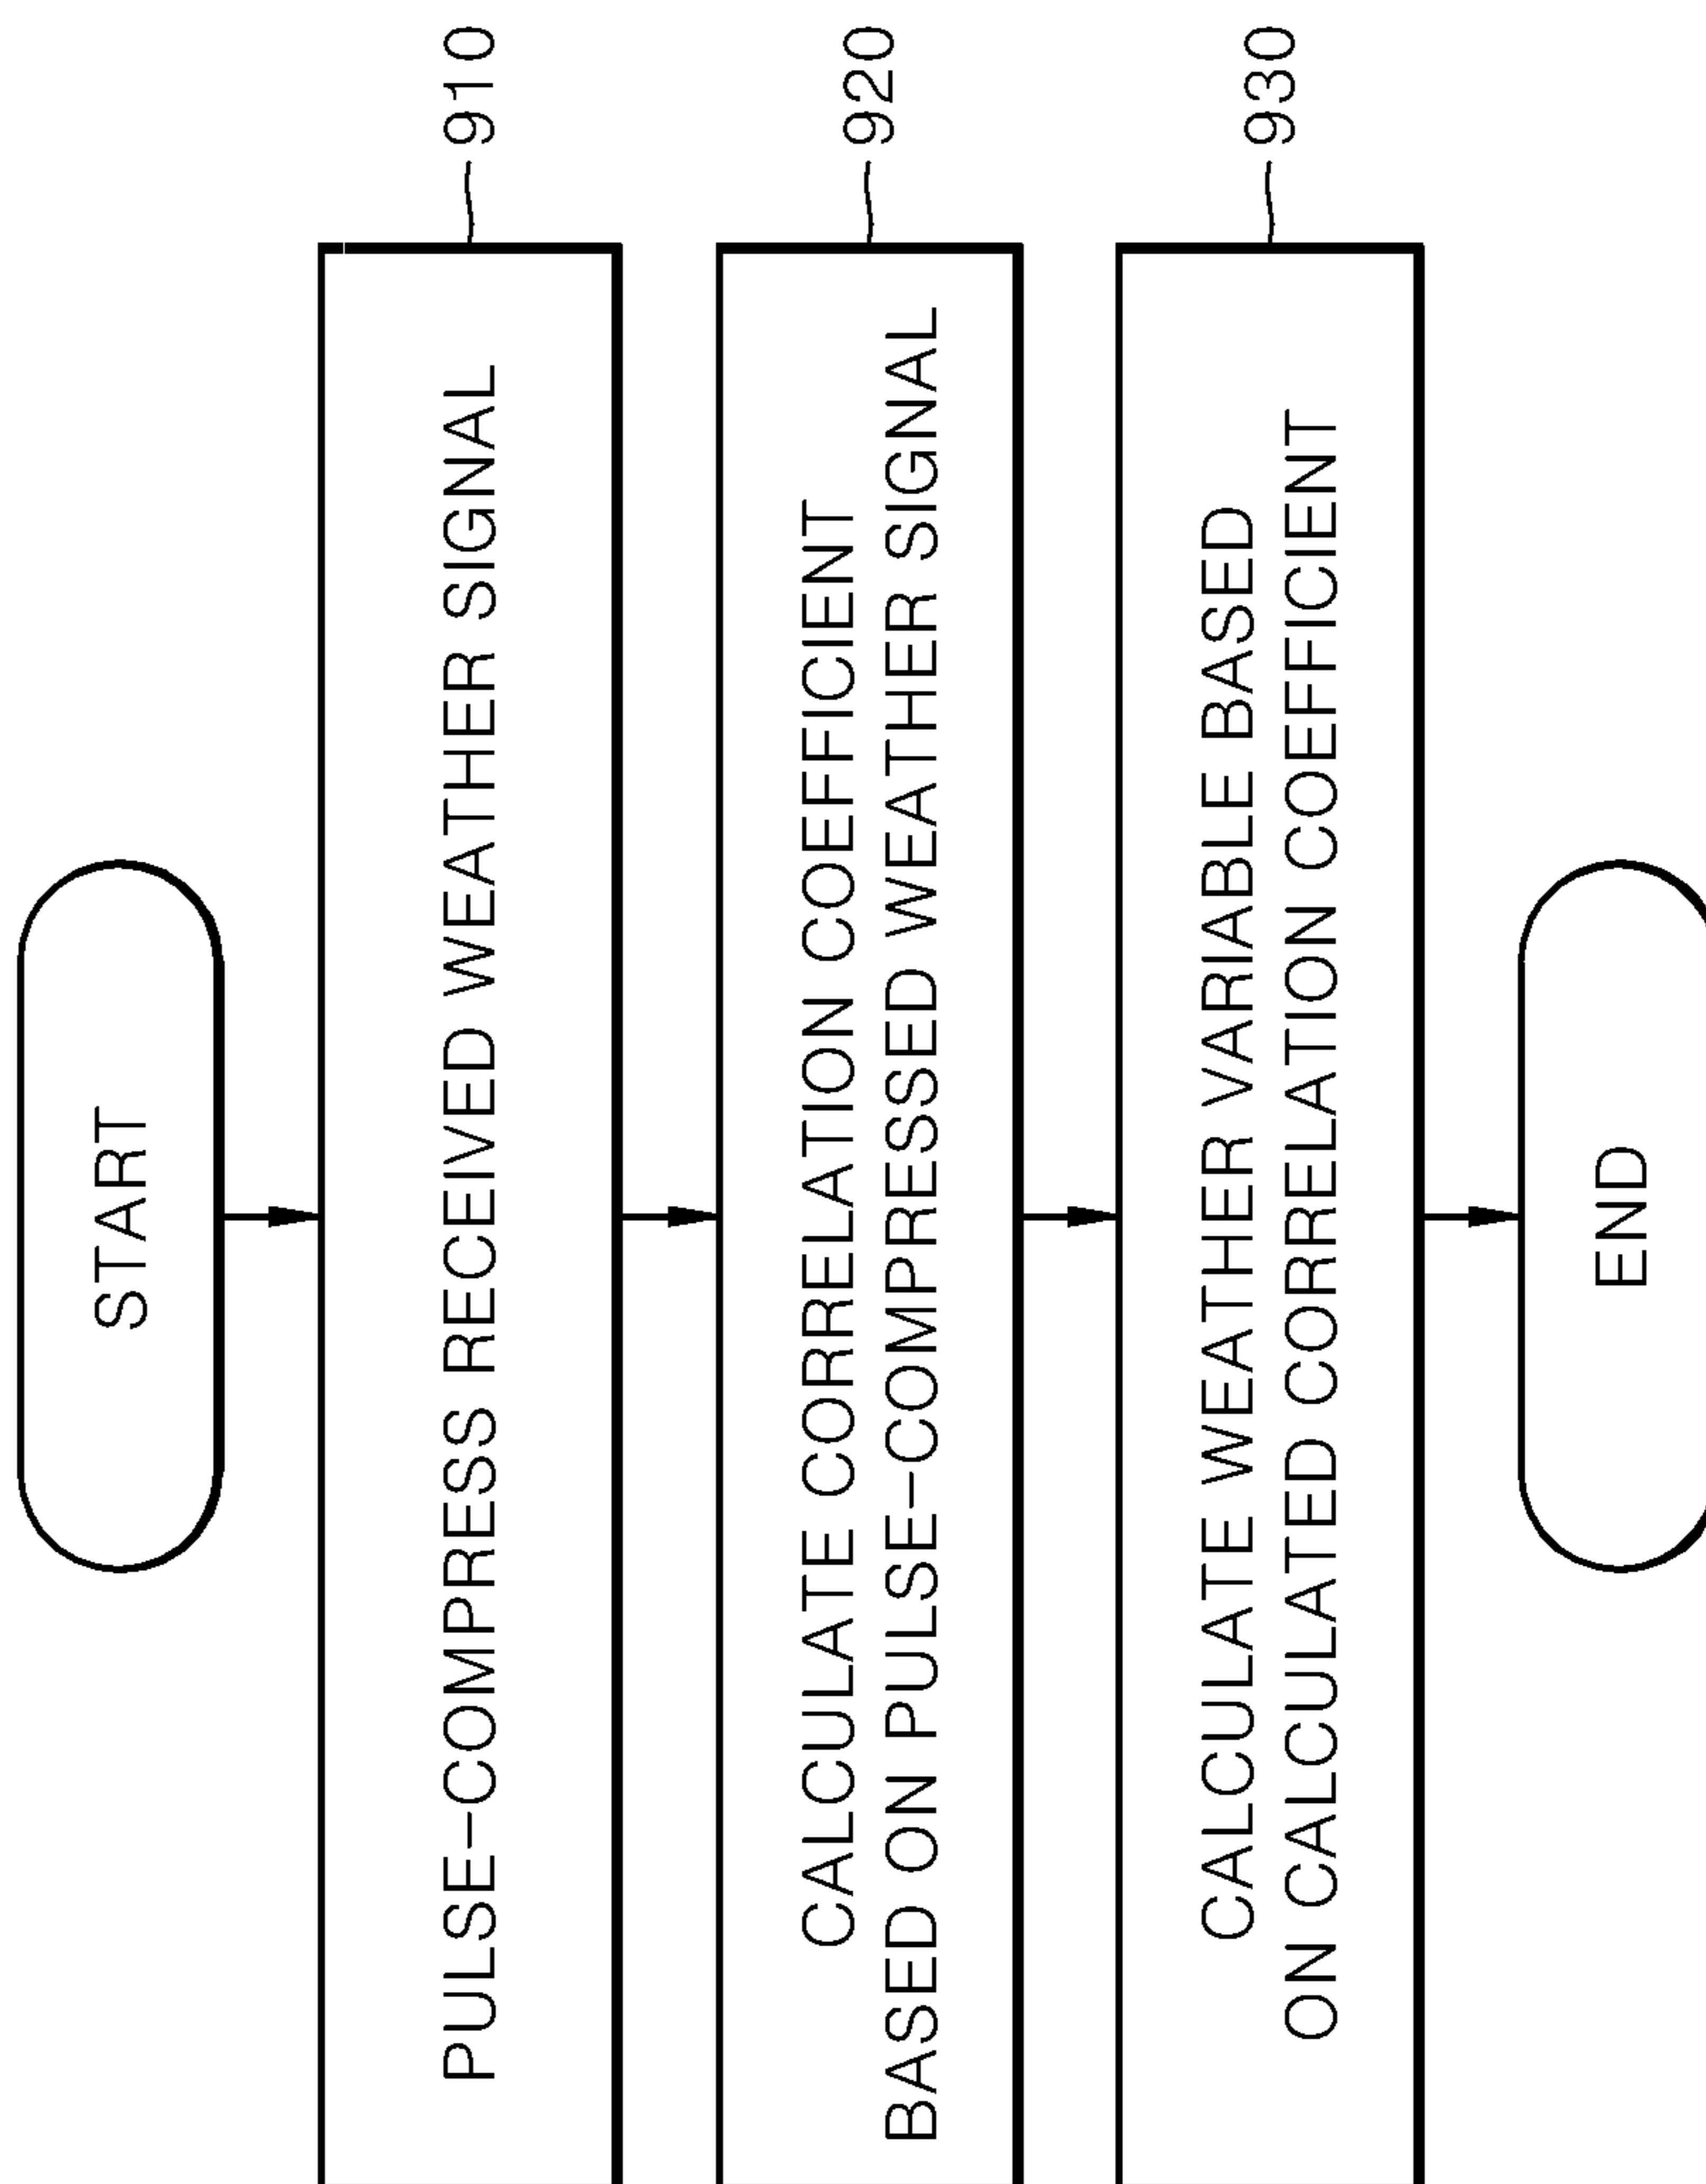 START
PULSE-COMPRESS RECEIVED WEATHER SIGNAL
910
CALCULATE CORRELATION COEFFICIENT
BASED ON PULSE-COMPRESSED WEATHER SIGNAL
920
CALCULATE WEATHER VARIABLE BASED
ON CALCULATED CORRELATION COEFFICIENT
930
END